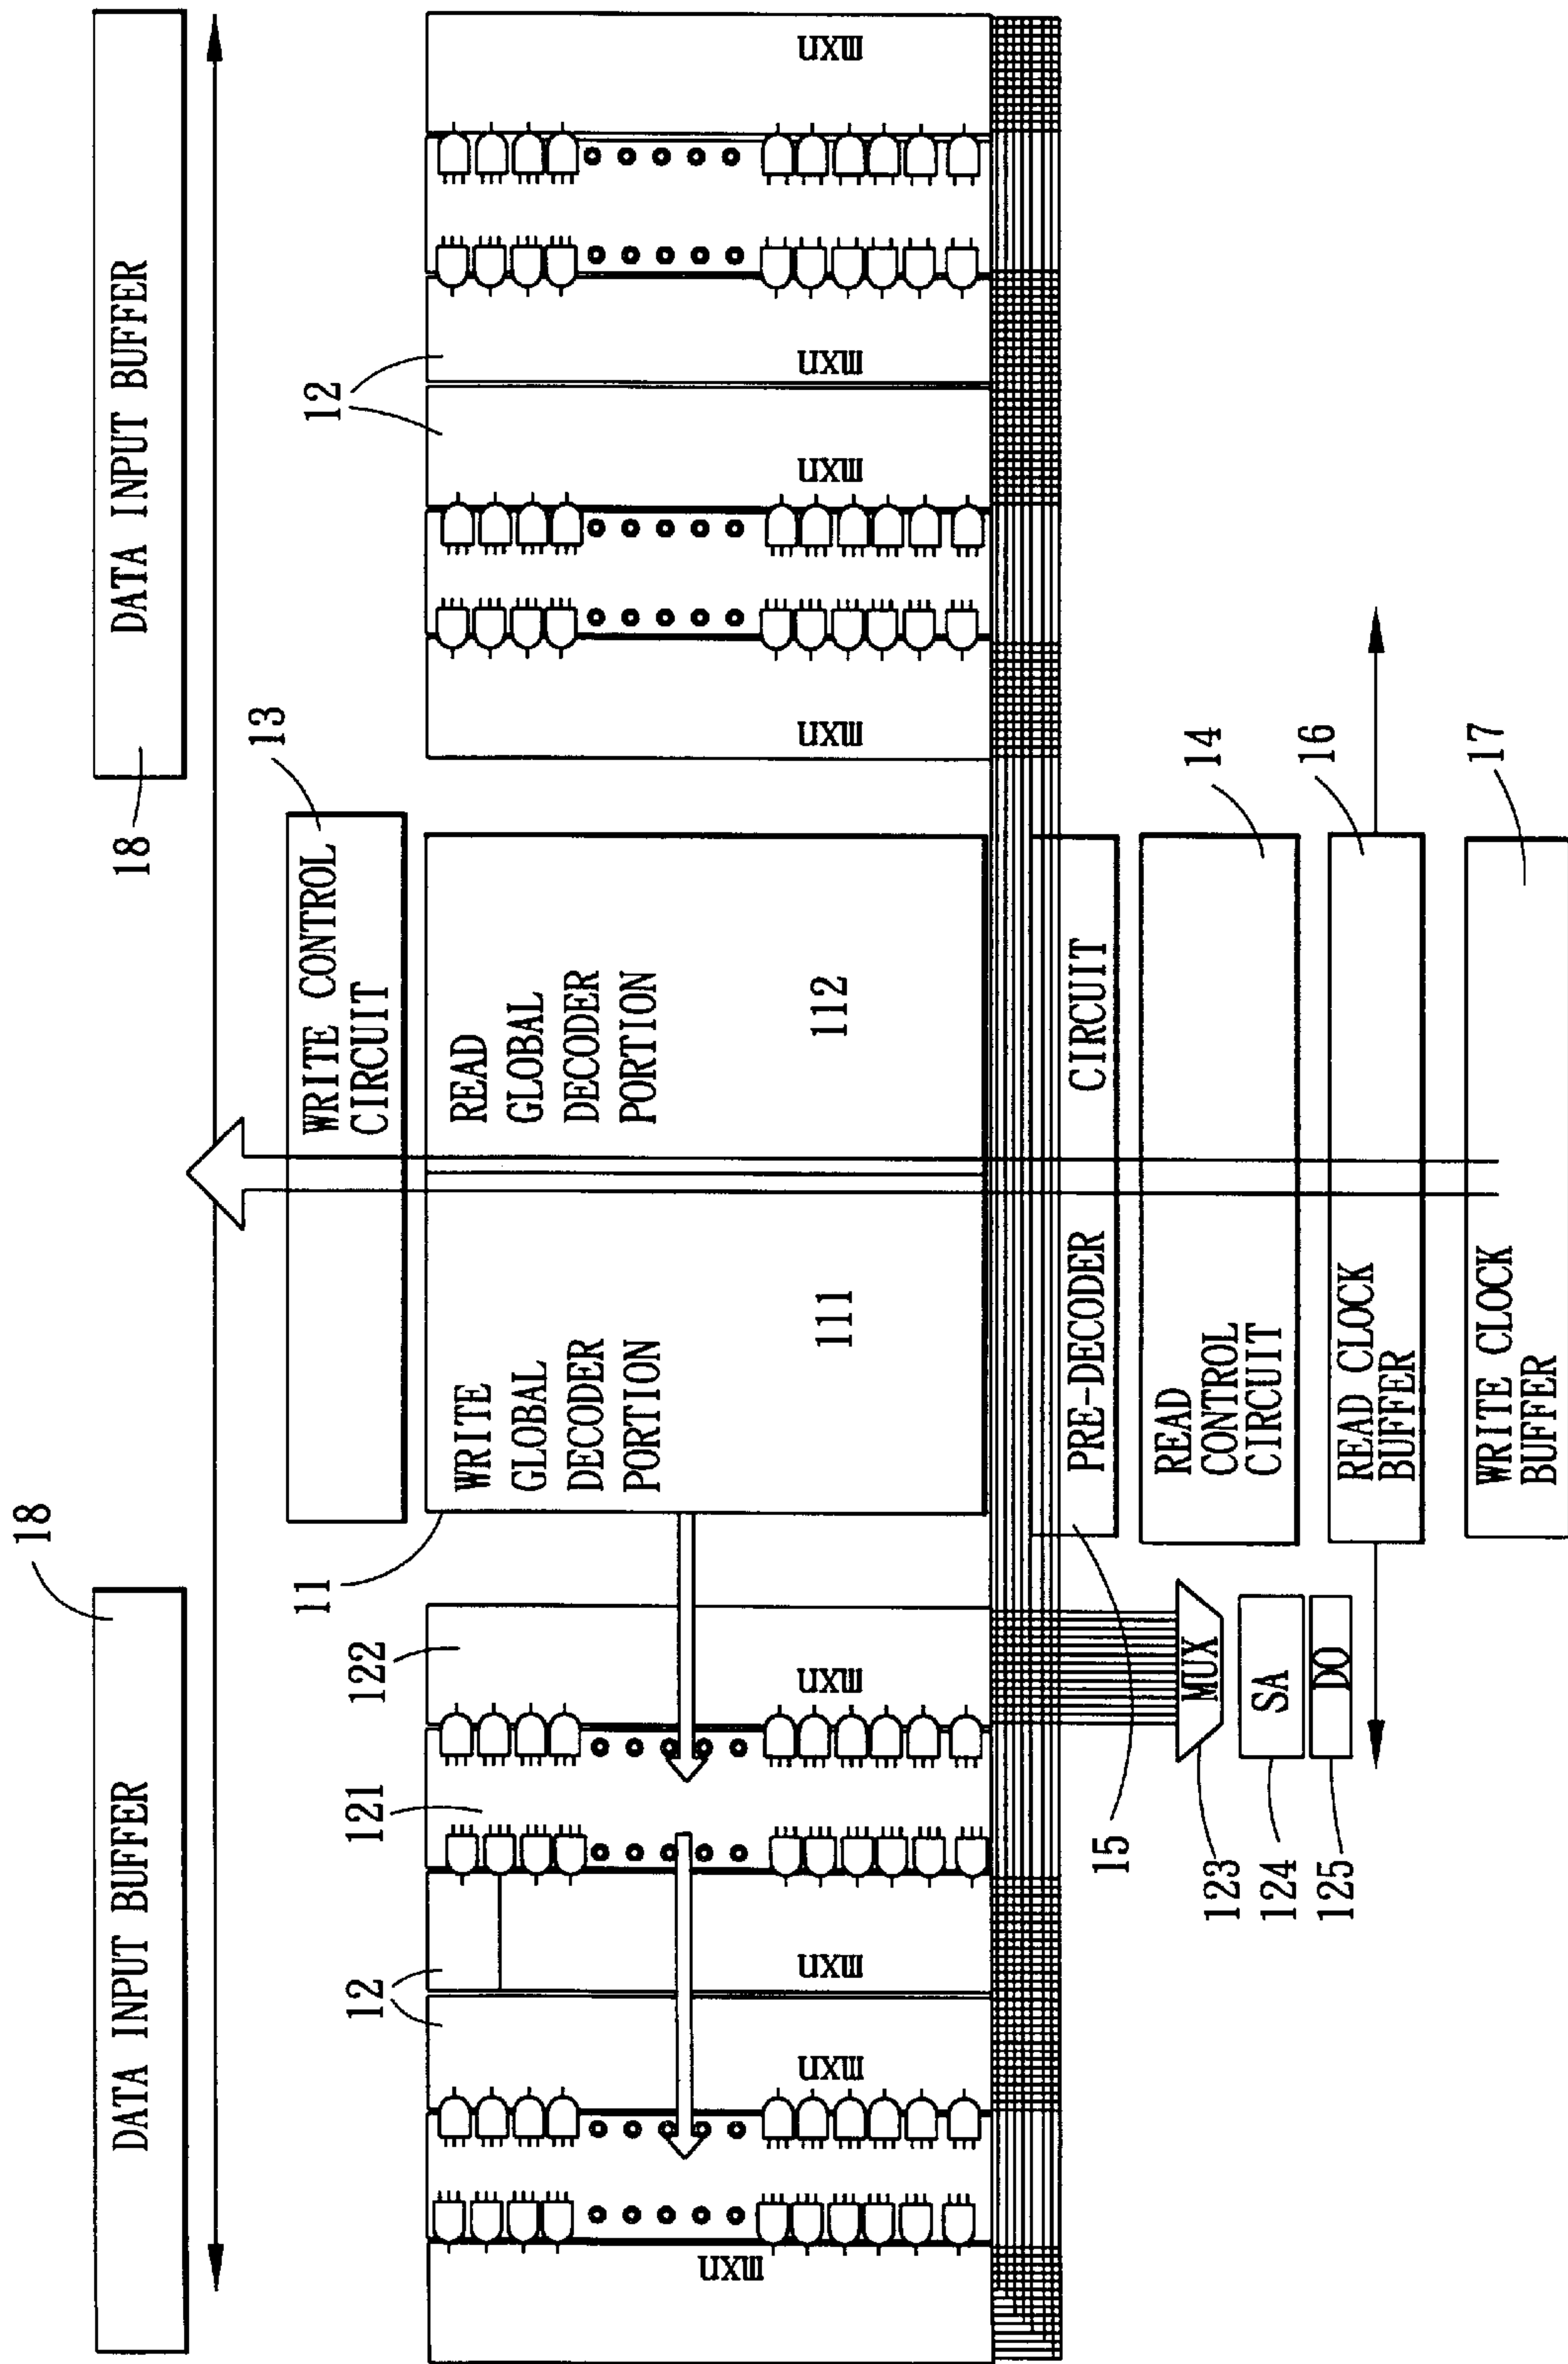 18
DATA INPUT BUFFER
18
DATA INPUT BUFFER
13
WRITE CONTROL
CIRCUIT
11
12
12
121
122
WRITE
GLOBAL
DECODER
PORTION
111
READ
GLOBAL
DECODER
PORTION
112
mxn
mxn
mxn
mxn
mxn
mxn
mxn
mxn
PRE-DECODER CIRCUIT
15
READ
CONTROL
CIRCUIT
14
MUX
123
SA
124
DO
125
READ CLOCK
BUFFER
16
WRITE CLOCK
BUFFER
17